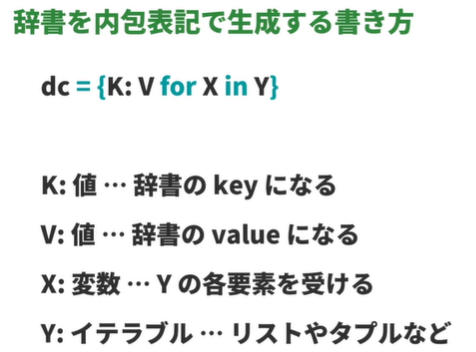 辞書を内包表記で生成する書き方
dc = {K: V for X in Y}
K: 値 … 辞書の key になる
V: 値 … 辞書の value になる
X: 変数 … Y の各要素を受ける
Y: イテラブル … リストやタプルなど